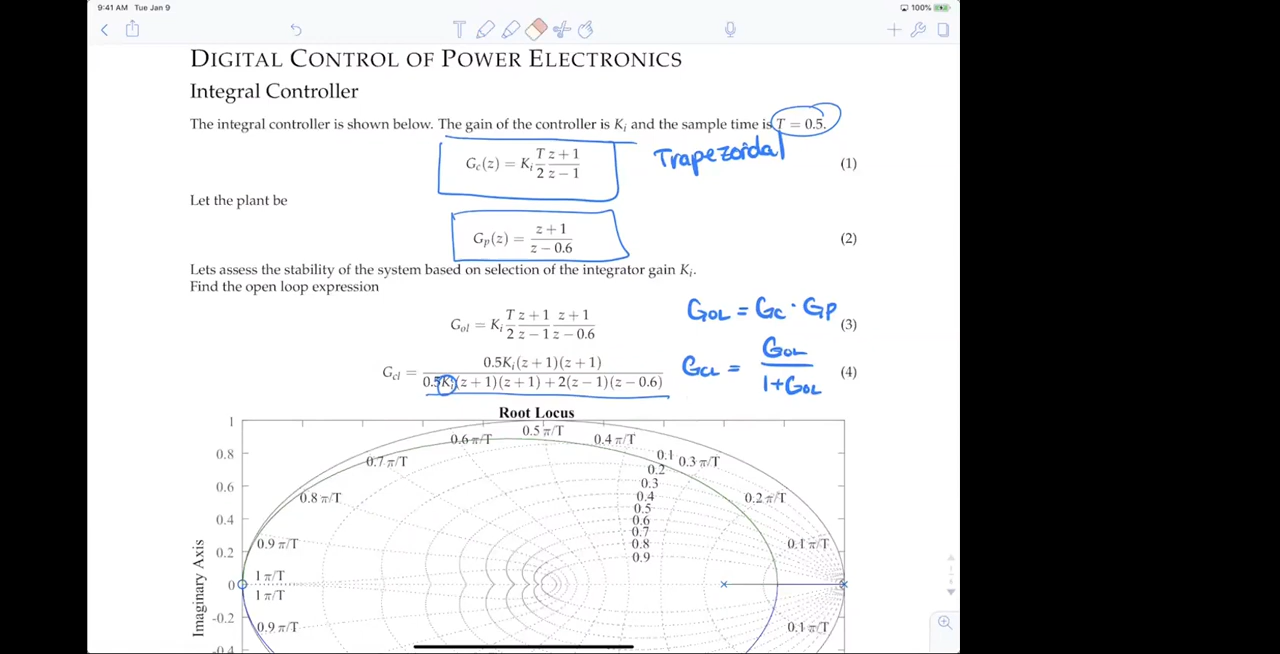 9:41 AM Tue Jan 9
100%
DIGITAL CONTROL OF POWER ELECTRONICS
Integral Controller
The integral controller is shown below. The gain of the controller is K_i and the sample time is T = 0.5.
G_c(z) = K_i T/2 (z + 1)/(z − 1) (1)
Trapezoidal
Let the plant be
G_p(z) = (z + 1)/(z − 0.6) (2)
Lets assess the stability of the system based on selection of the integrator gain K_i.
Find the open loop expression
G_ol = K_i T/2 (z + 1)/(z − 1) (z + 1)/(z − 0.6) (3)
GOL = GC · GP
G_cl = 0.5K_i(z + 1)(z + 1) / 0.5K_i(z + 1)(z + 1) + 2(z − 1)(z − 0.6) (4)
GCL = GOL / 1+GOL
Root Locus
1
0.5 π/T
0.6 π/T
0.4 π/T
0.8
0.7 π/T
0.1
0.3 π/T
0.2
0.6
0.3
0.8 π/T
0.4
0.2 π/T
0.5
0.4
0.6
0.7
0.9 π/T
0.8
0.1 π/T
0.2
0.9
1 π/T
0
1 π/T
0.9 π/T
0.1 π/T
-0.2
-0.4
Imaginary Axis